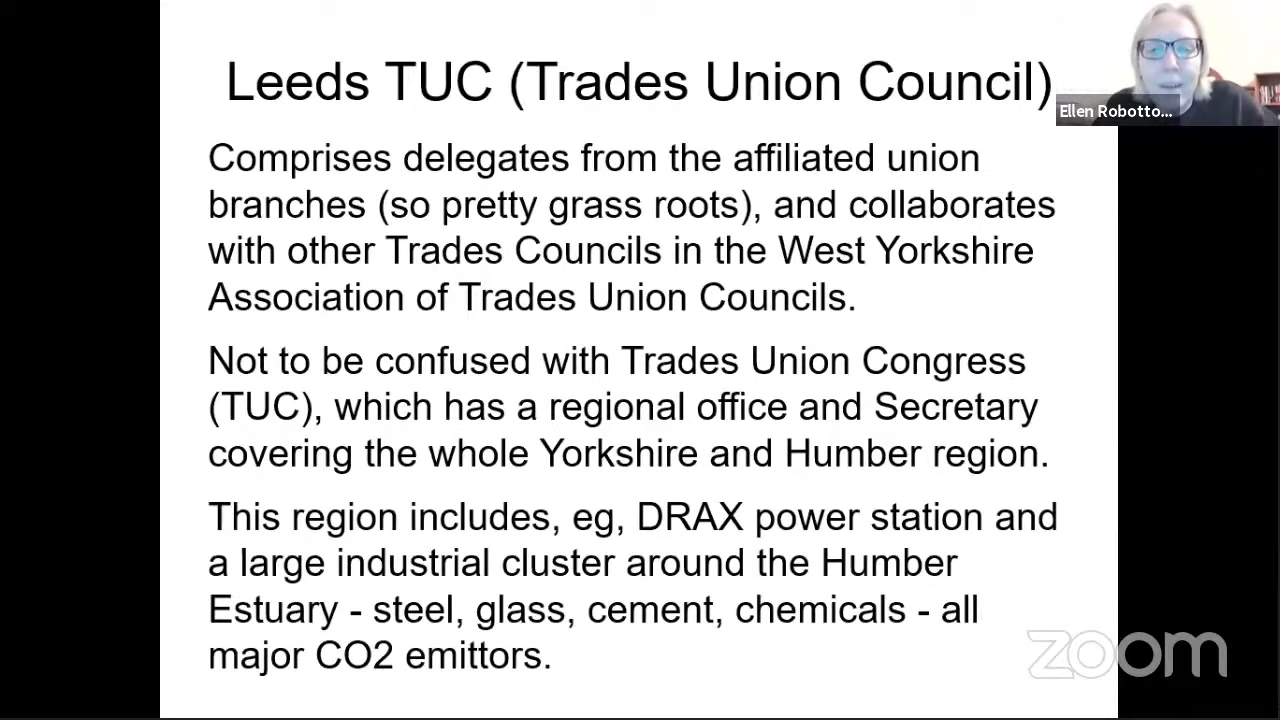 Leeds TUC (Trades Union Council)
Ellen Robotto...
Comprises delegates from the affiliated union
branches (so pretty grass roots), and collaborates
with other Trades Councils in the West Yorkshire
Association of Trades Union Councils.
Not to be confused with Trades Union Congress
(TUC), which has a regional office and Secretary
covering the whole Yorkshire and Humber region.
This region includes, eg, DRAX power station and
a large industrial cluster around the Humber
Estuary - steel, glass, cement, chemicals - all
major CO2 emittors.
zoom